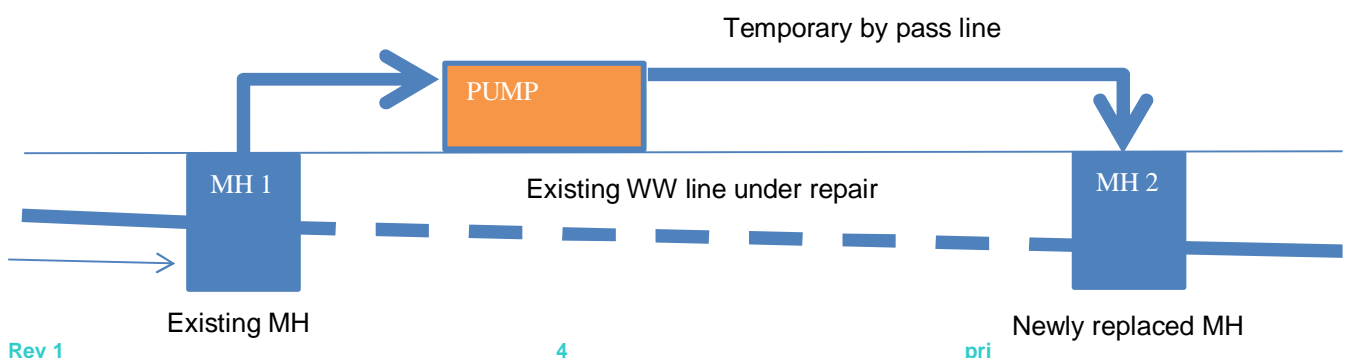 Temporary by pass line
PUMP
MH 1
Existing WW line under repair
MH 2
Existing MH
Newly replaced MH
Rev 1
4
pri